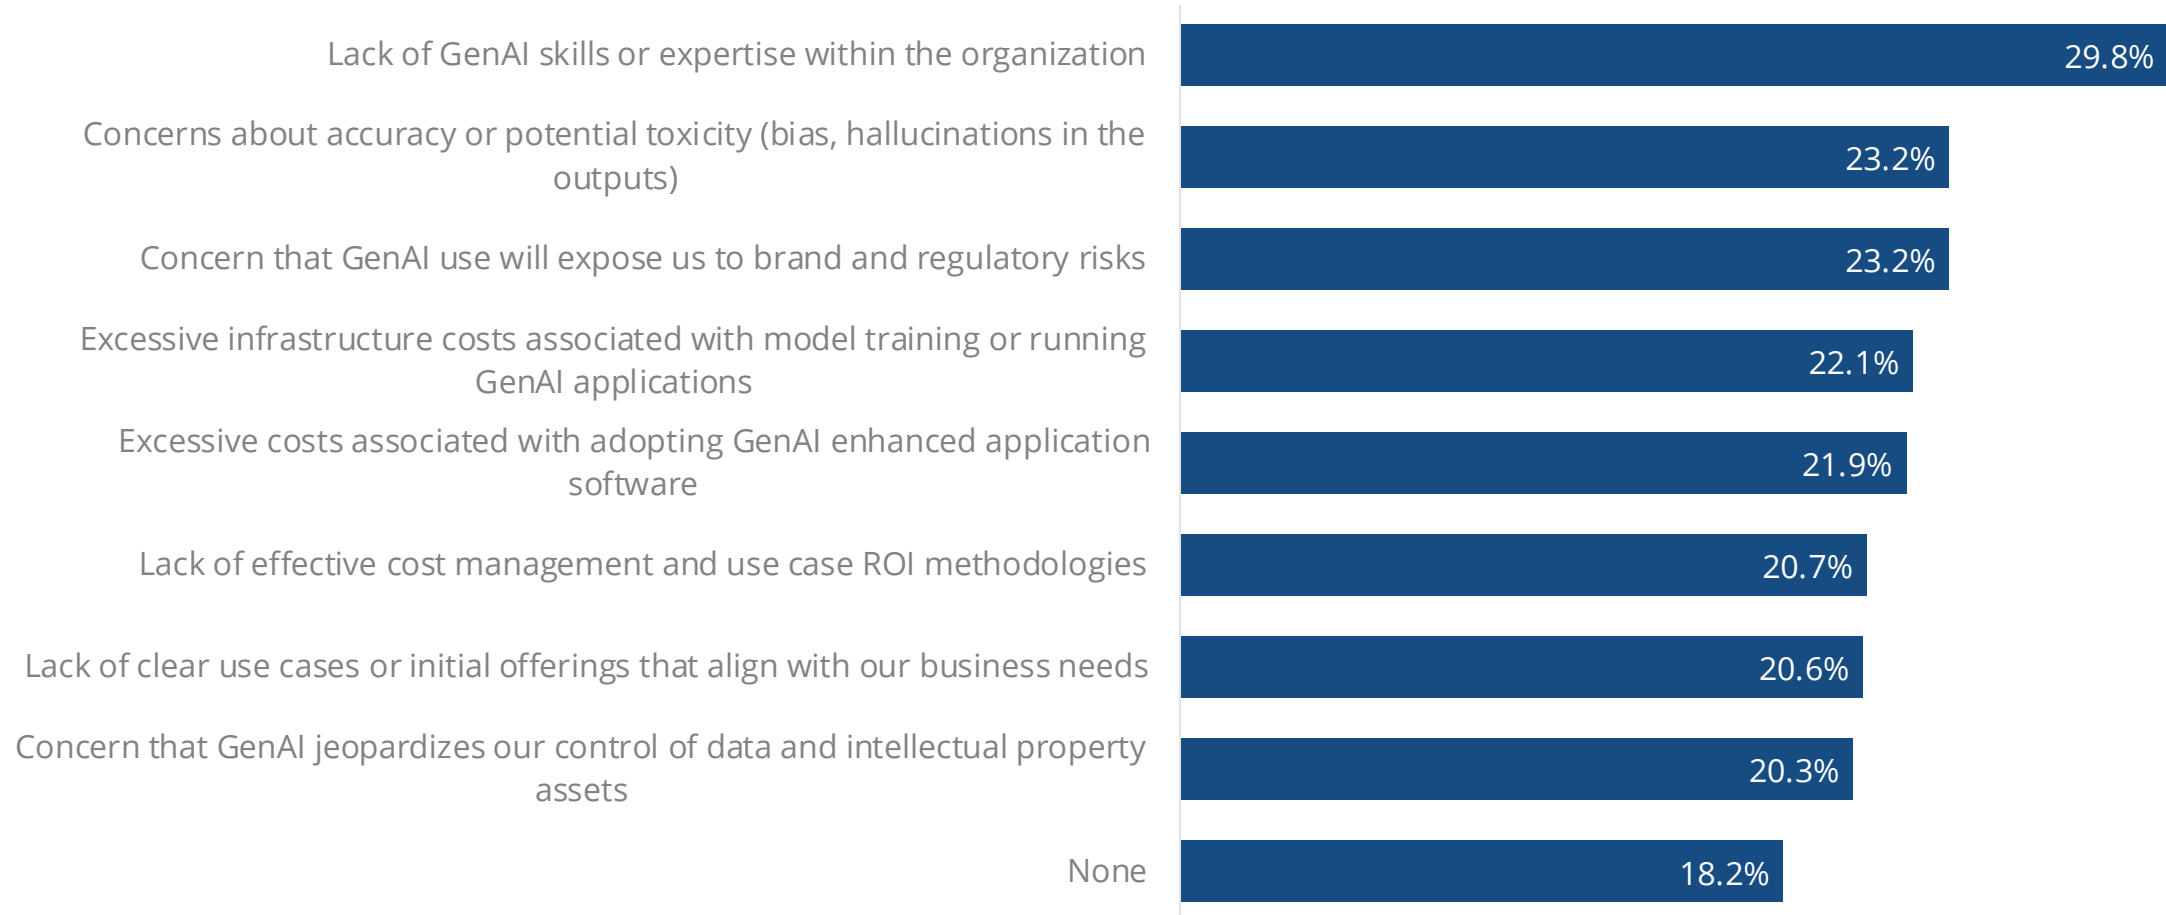 Lack of GenAI skills or expertise within the organization
29.8%
Concerns about accuracy or potential toxicity (bias, hallucinations in the
outputs)
23.2%
Concern that GenAI use will expose us to brand and regulatory risks
23.2%
Excessive infrastructure costs associated with model training or running
GenAI applications
22.1%
Excessive costs associated with adopting GenAI enhanced application
software
21.9%
Lack of effective cost management and use case ROI methodologies
20.7%
Lack of clear use cases or initial offerings that align with our business needs
20.6%
Concern that GenAI jeopardizes our control of data and intellectual property
assets
20.3%
None
18.2%